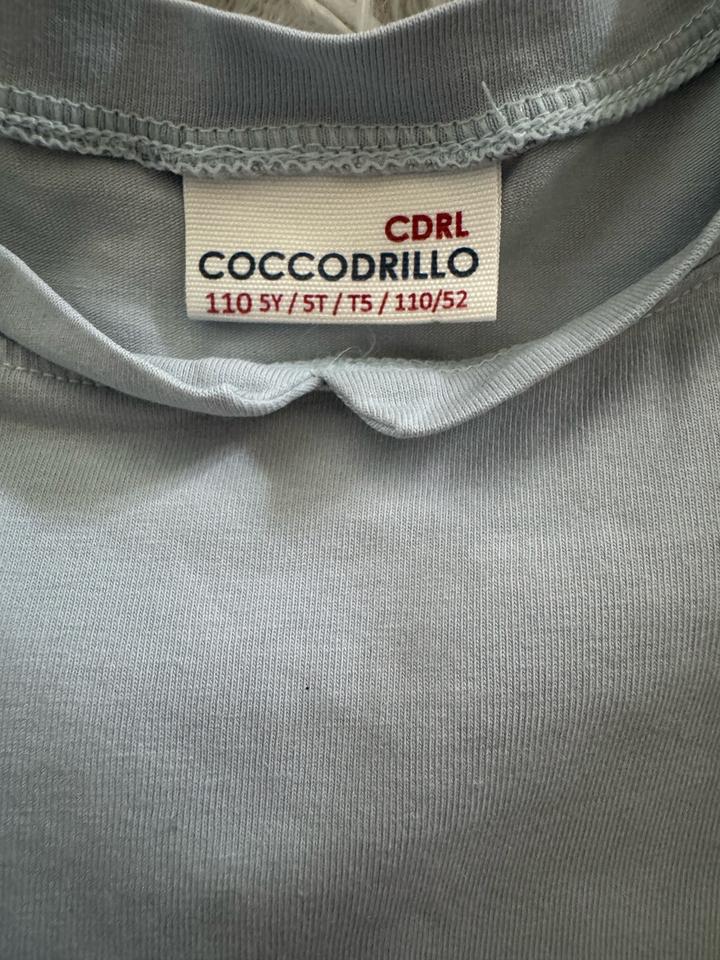 CDRL
COCCODRILLO
110 5Y / 5T / T5 / 110/52